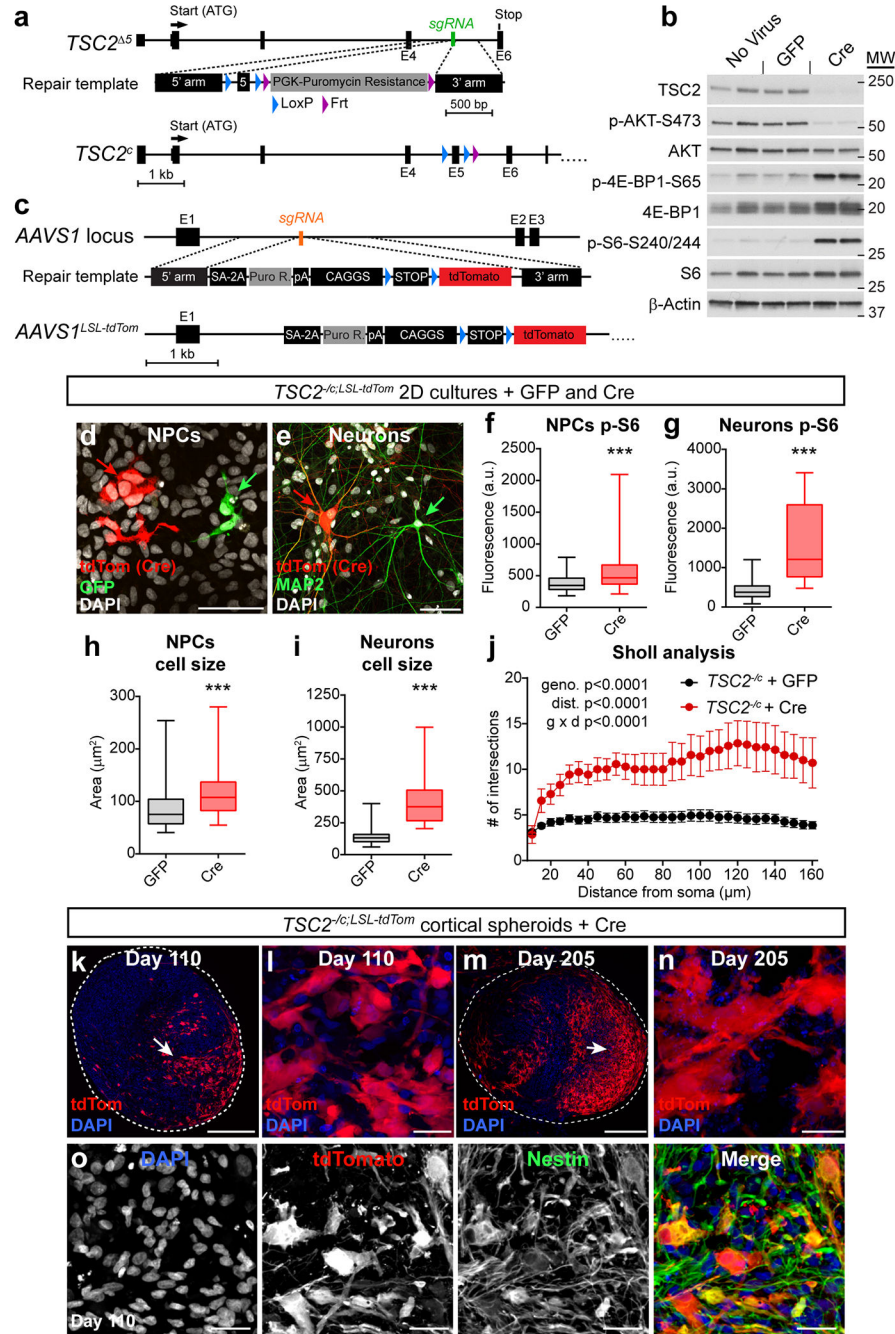 a
Start (ATG)
sgRNA
Stop
TSC2Δ5
E4
E6
Repair template
5' arm
5
PGK-Puromycin Resistance
3' arm
LoxP
Frt
500 bp
Start (ATG)
TSC2c
E4
E5
E6
.....
1 kb
b
No Virus
GFP
Cre
MW
TSC2
250
p-AKT-S473
50
AKT
50
p-4E-BP1-S65
20
4E-BP1
20
p-S6-S240/244
37
25
S6
25
β-Actin
37
c
E1
sgRNA
E2
E3
AAVS1 locus
Repair template
5' arm
SA-2A
Puro R.
pA
CAGGS
STOP
tdTomato
3' arm
AAVS1LSL-tdTom
E1
SA-2A
Puro R.
pA
CAGGS
STOP
tdTomato
.....
1 kb
TSC2-/c;LSL-tdTom 2D cultures + GFP and Cre
d
NPCs
tdTom (Cre)
GFP
DAPI
e
Neurons
tdTom (Cre)
MAP2
DAPI
f
NPCs p-S6
***
Fluorescence (a.u.)
2500
2000
1500
1000
500
0
GFP
Cre
g
Neurons p-S6
***
Fluorescence (a.u.)
4000
3000
2000
1000
0
GFP
Cre
h
NPCs
cell size
***
Area (μm2)
300
200
100
0
GFP
Cre
i
Neurons
cell size
***
Area (μm2)
1250
1000
750
500
250
0
GFP
Cre
j
Sholl analysis
geno. p<0.0001
dist. p<0.0001
g x d p<0.0001
TSC2-/c + GFP
TSC2-/c + Cre
# of intersections
20
15
10
5
0
20 40 60 80 100 120 140 160
Distance from soma (μm)
TSC2-/c;LSL-tdTom cortical spheroids + Cre
k
Day 110
tdTom
DAPI
l
Day 110
tdTom
DAPI
m
Day 205
tdTom
DAPI
n
Day 205
tdTom
DAPI
o
DAPI
Day 110
tdTomato
Nestin
Merge